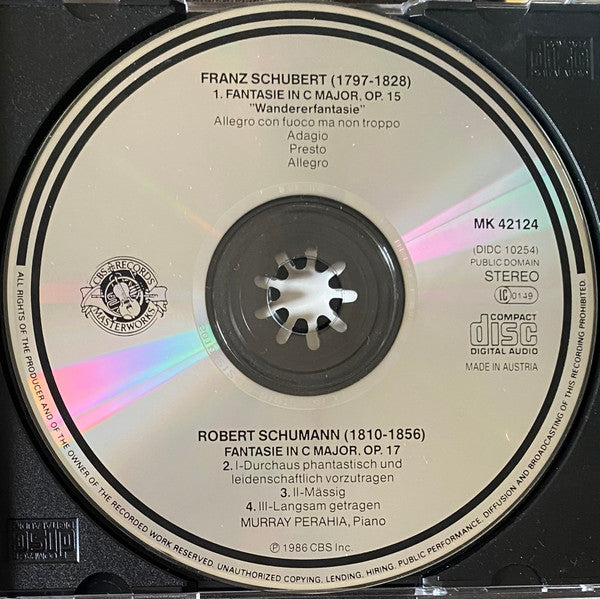 FRANZ SCHUBERT (1797-1828)
1. FANTASIE IN C MAJOR, OP. 15
"Wandererfantasie"
Allegro con fuoco ma non troppo
Adagio
Presto
Allegro
MK 42124
(DIDC 10254)
PUBLIC DOMAIN
STEREO
LC 0149
COMPACT
disc
DIGITAL AUDIO
MADE IN AUSTRIA
CBS RECORDS
MASTERWORKS
ROBERT SCHUMANN (1810-1856)
FANTASIE IN C MAJOR, OP. 17
2. I-Durchaus phantastisch und
leidenschaftlich vorzutragen
3. II-Mässig
4. III-Langsam getragen
MURRAY PERAHIA, Piano
℗ 1986 CBS Inc.
ALL RIGHTS OF THE PRODUCER AND OF THE OWNER OF THE RECORDED WORK RESERVED. UNAUTHORIZED COPYING, LENDING, HIRING, PUBLIC PERFORMANCE, DIFFUSION AND BROADCASTING OF THIS RECORDING PROHIBITED.